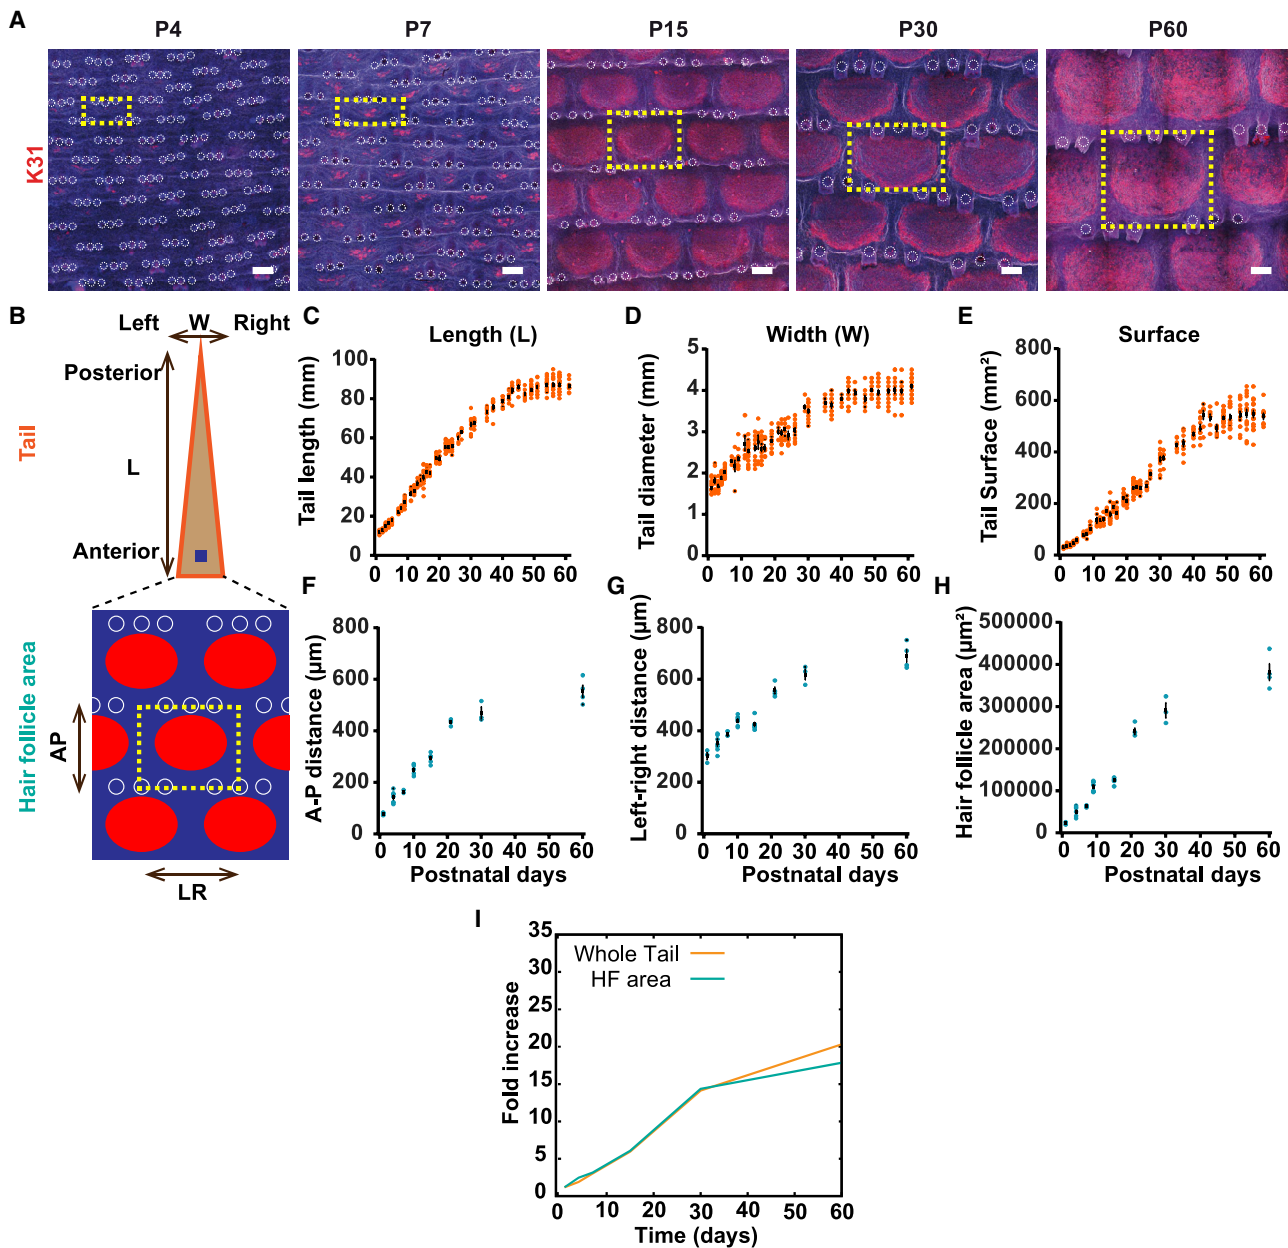 A
P4 P7 P15 P30 P60
K31
B
Left W Right
Posterior
L
Anterior
Tail
Hair follicle area
AP
LR
C
Length (L)
Tail length (mm)
100
80
60
40
20
0
0 10 20 30 40 50 60
D
Width (W)
Tail diameter (mm)
5
4
3
2
1
0
0 10 20 30 40 50 60
E
Surface
Tail Surface (mm²)
800
600
400
200
0
0 10 20 30 40 50 60
F
A-P distance (µm)
800
600
400
200
0
0 10 20 30 40 50 60
Postnatal days
G
Left-right distance (µm)
800
600
400
200
0
0 10 20 30 40 50 60
Postnatal days
H
Hair follicle area (µm²)
500000
400000
300000
200000
100000
0
0 10 20 30 40 50 60
Postnatal days
I
Fold increase
35
30
25
20
15
10
5
0
Whole Tail
HF area
0 10 20 30 40 50 60
Time (days)